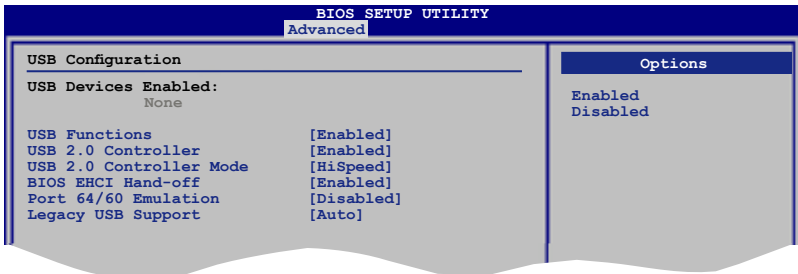 BIOS SETUP UTILITY
Advanced
USB Configuration
USB Devices Enabled:
None
USB Functions [Enabled]
USB 2.0 Controller [Enabled]
USB 2.0 Controller Mode [HiSpeed]
BIOS EHCI Hand-off [Enabled]
Port 64/60 Emulation [Disabled]
Legacy USB Support [Auto]
Options
Enabled
Disabled